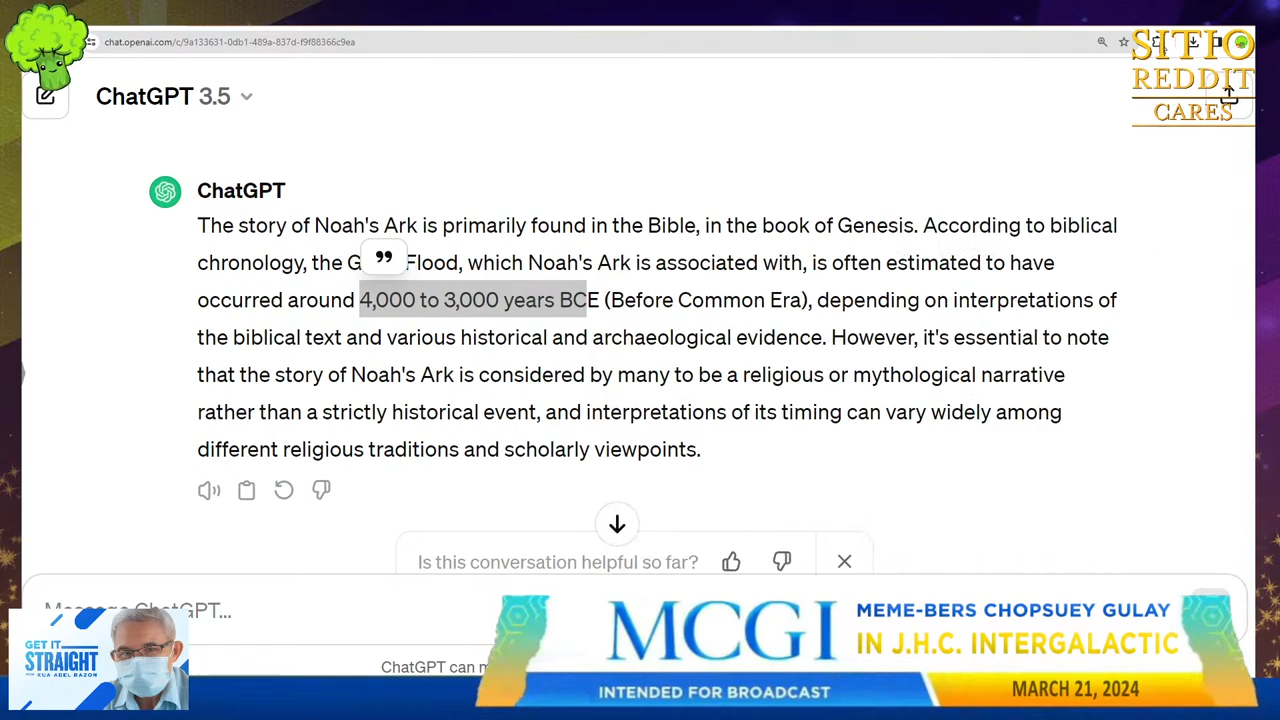 chat.openai.com/c/9a133631-0db1-489a-837d-f9f88366c9ea
SITIO
REDDIT
CARES
ChatGPT 3.5
ChatGPT
The story of Noah's Ark is primarily found in the Bible, in the book of Genesis. According to biblical
chronology, the G Flood, which Noah's Ark is associated with, is often estimated to have
occurred around 4,000 to 3,000 years BCE (Before Common Era), depending on interpretations of
the biblical text and various historical and archaeological evidence. However, it's essential to note
that the story of Noah's Ark is considered by many to be a religious or mythological narrative
rather than a strictly historical event, and interpretations of its timing can vary widely among
different religious traditions and scholarly viewpoints.
Is this conversation helpful so far?
Message ChatGPT...
ChatGPT can m
GET IT
STRAIGHT
KUA ADEL RAZON
MCGI
MEME-BERS CHOPSUEY GULAY
IN J.H.C. INTERGALACTIC
INTENDED FOR BROADCAST
MARCH 21, 2024